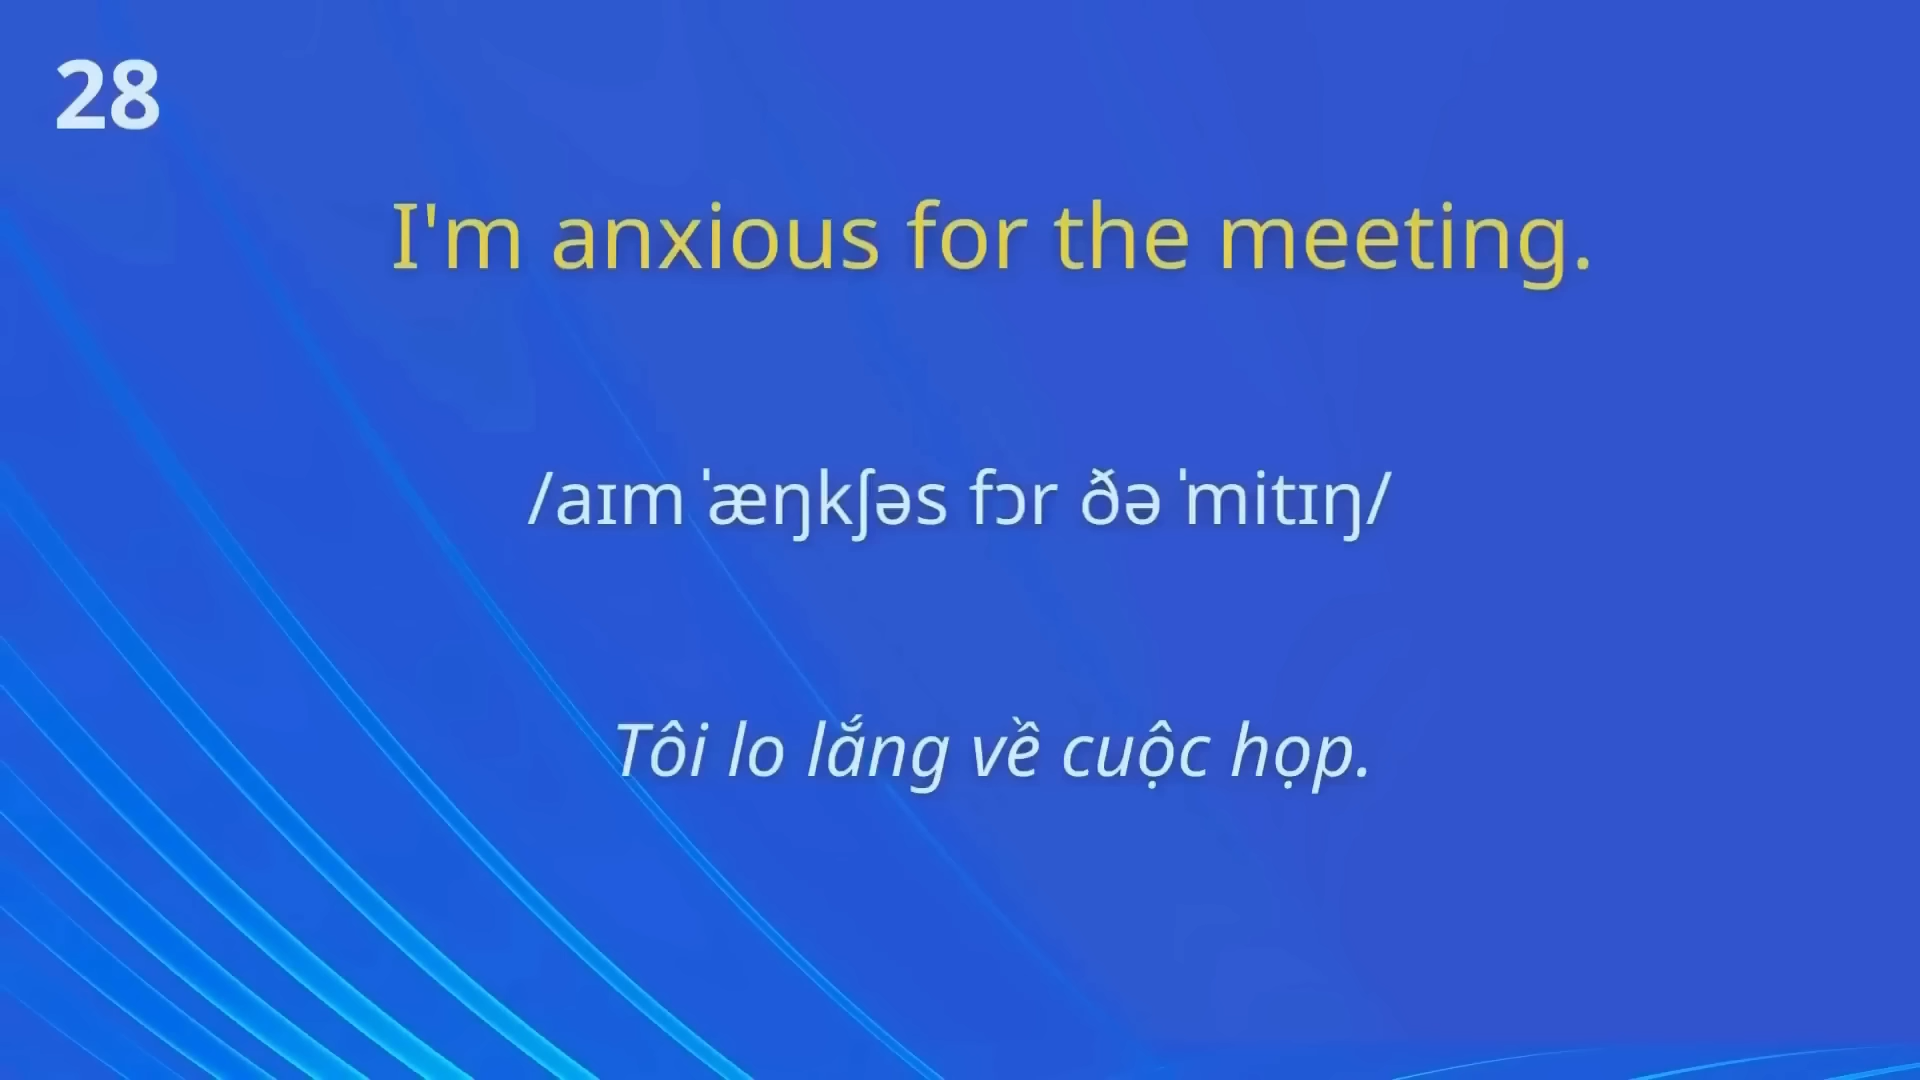 28
I'm anxious for the meeting.
/aɪm ˈæŋkʃəs fɔr ðə ˈmitɪŋ/
Tôi lo lắng về cuộc họp.